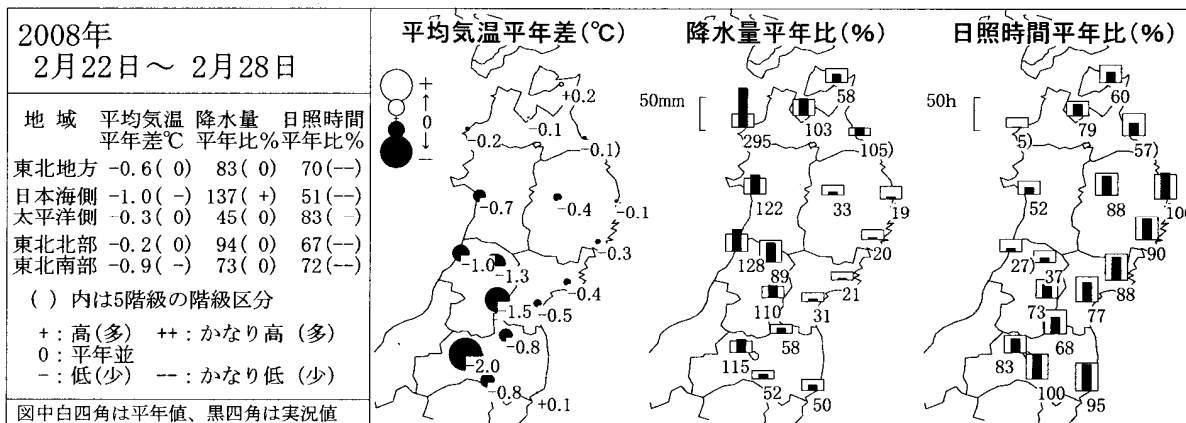 2008年
2月22日～ 2月28日
地 域 平均気温 降水量 日照時間
平年差℃ 平年比% 平年比%
東北地方 -0.6( 0) 83( 0) 70(--)
日本海側 -1.0( -) 137( +) 51(--)
太平洋側 -0.3( 0) 45( 0) 83( -)
東北北部 -0.2( 0) 94( 0) 67(--)
東北南部 -0.9( -) 73( 0) 72(--)
( ) 内は5階級の階級区分
+ : 高(多) ++ : かなり高 (多)
0 : 平年並
- : 低(少) -- : かなり低 (少)
図中白四角は平年値、黒四角は実況値
平均気温平年差(℃)
+
↑
0
↓
-
+0.2
-0.1
-0.2
-0.1)
-0.7
-0.4
-0.1
-0.3
-1.0
-1.3
-0.4
-1.5
-0.5
-0.8
-2.0
-0.8
+0.1
降水量平年比(%)
50mm
58
295
103
105)
122
33
19
20
128
89
21
110
31
58
115
52
50
日照時間平年比(%)
50h
60
79
5)
57)
52
88
90
27)
37
88
73
77
68
83
100
95